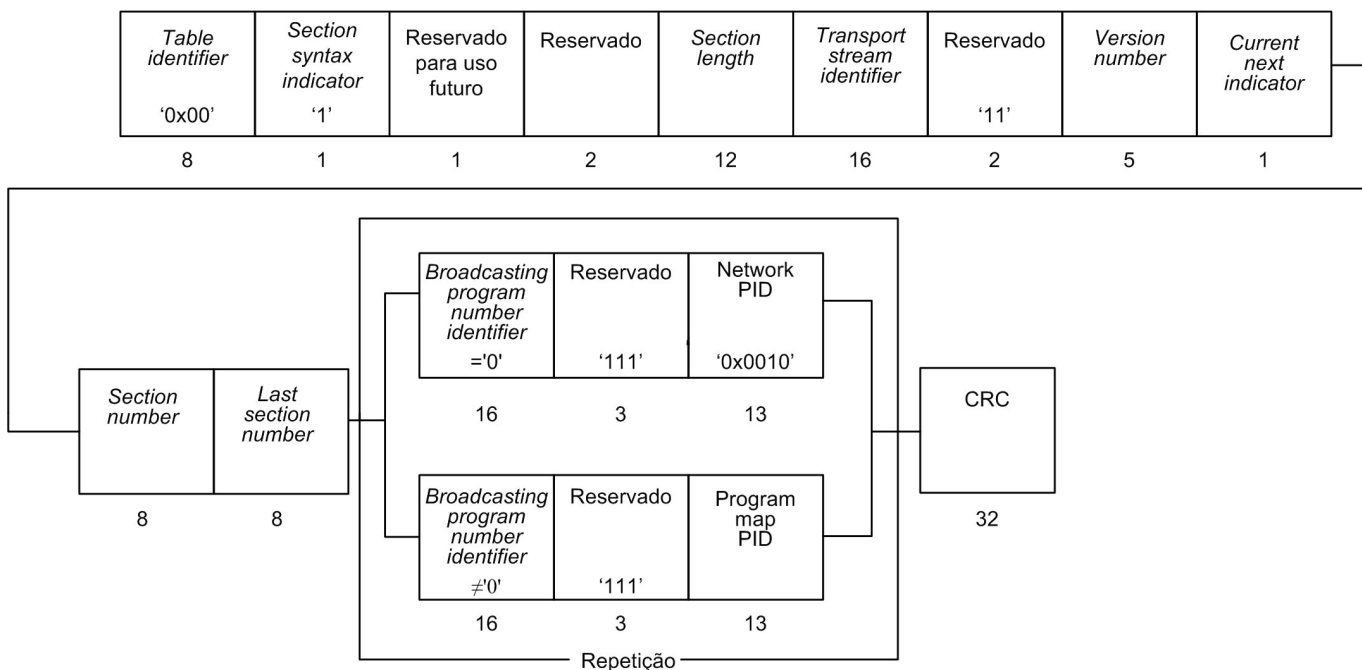 Table identifier '0x00'
Section syntax indicator '1'
Reservado para uso futuro
Reservado
Section length
Transport stream identifier
Reservado '11'
Version number
Current next indicator
8 1 1 2 12 16 2 5 1
Broadcasting program number identifier ='0'
Reservado '111'
Network PID '0x0010'
16 3 13
Section number
Last section number
8 8
CRC
32
Broadcasting program number identifier ≠'0'
Reservado '111'
Program map PID
16 3 13
Repetição